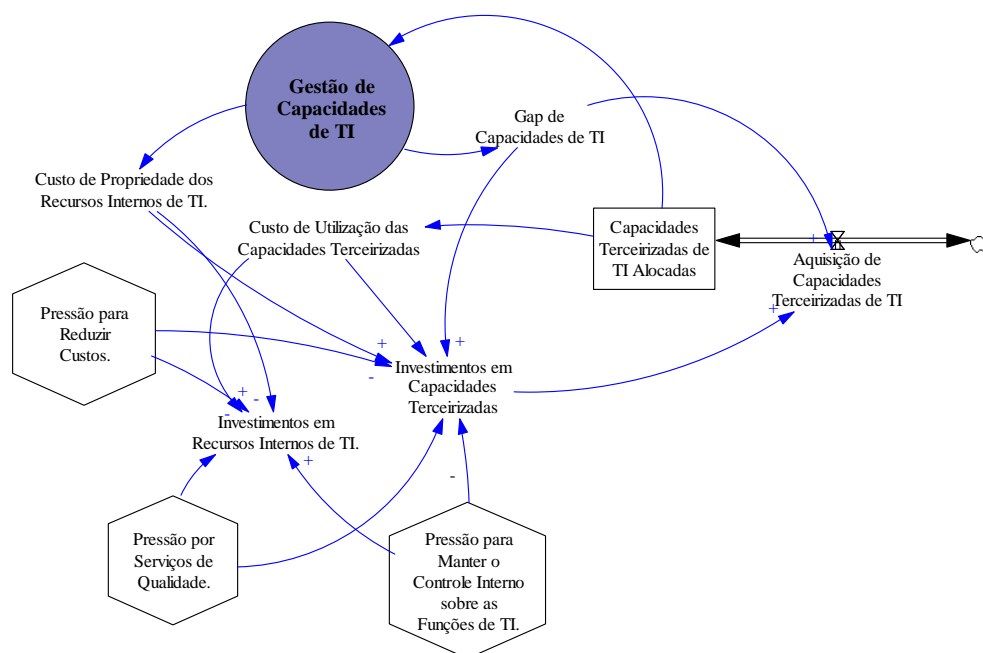 Gestão de
Capacidades
de TI
Gap de
Capacidades de TI
Custo de Propriedade dos
Recursos Internos de TI.
Custo de Utilização das
Capacidades Terceirizadas
Capacidades
Terceirizadas de
TI Alocadas
+
Aquisição de
Capacidades
Terceirizadas de TI
+
Pressão para
Reduzir
Custos.
+
+
-
Investimentos em
Capacidades
Terceirizadas
+
-
-
Investimentos em
Recursos Internos de TI.
+
-
Pressão por
Serviços de
Qualidade.
Pressão para
Manter o
Controle Interno
sobre as
Funções de TI.